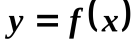 y = f(x)